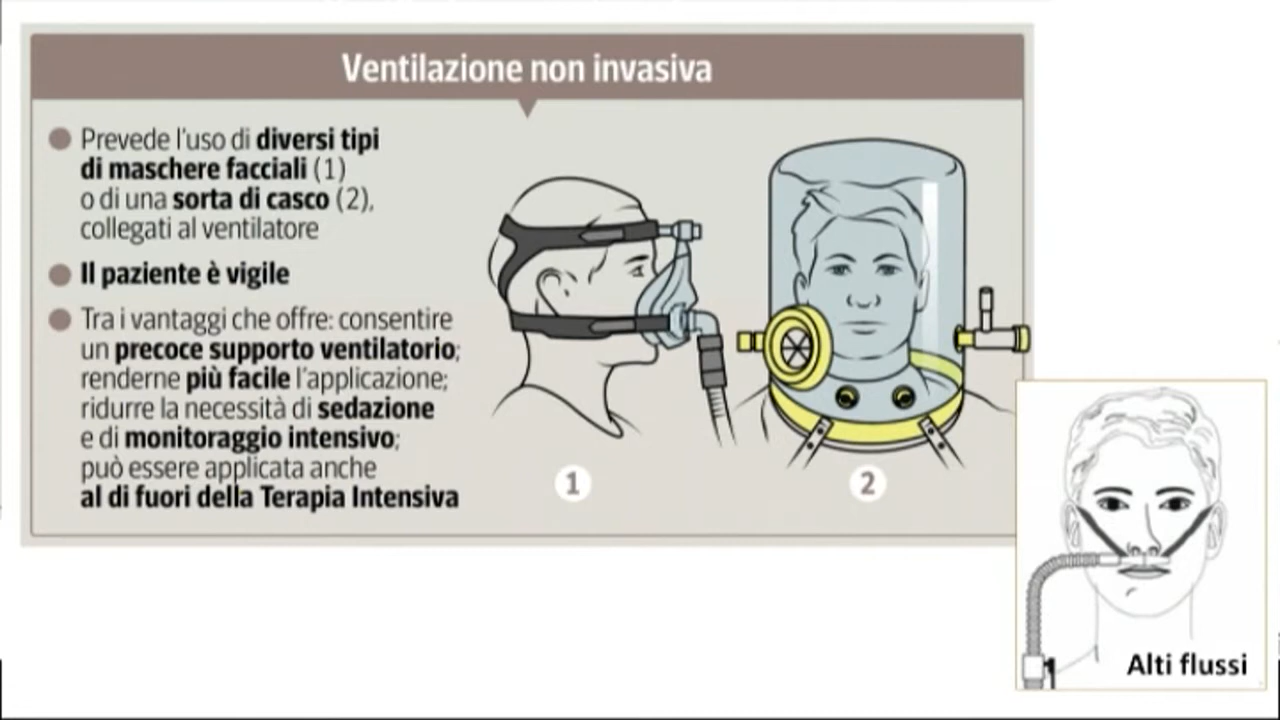 Ventilazione non invasiva
Prevede l'uso di diversi tipi
di maschere facciali (1)
o di una sorta di casco (2),
collegati al ventilatore
Il paziente è vigile
Tra i vantaggi che offre: consentire
un precoce supporto ventilatorio;
renderne più facile l'applicazione;
ridurre la necessità di sedazione
e di monitoraggio intensivo;
può essere applicata anche
al di fuori della Terapia Intensiva
1
2
Alti flussi